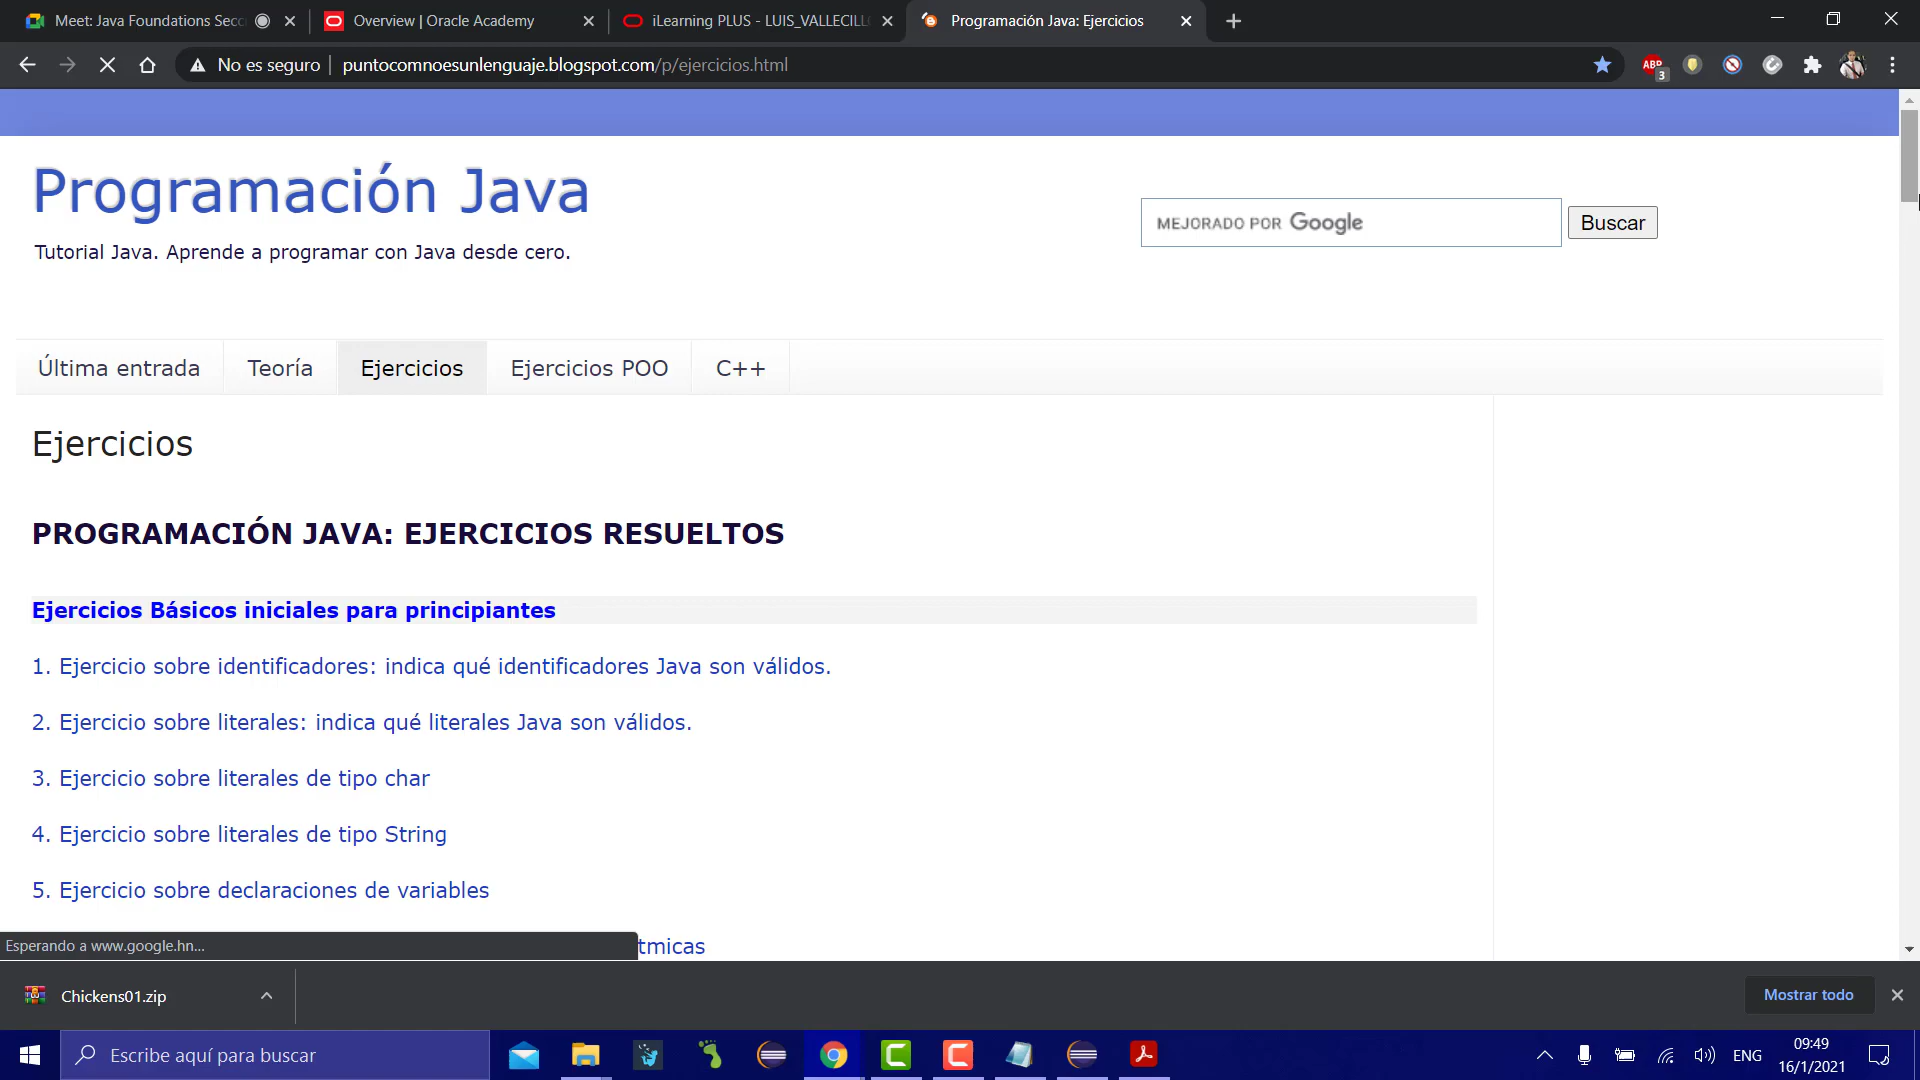 Meet: Java Foundations Secc
Overview | Oracle Academy
iLearning PLUS - LUIS_VALLECILLO
Programación Java: Ejercicios
No es seguro
puntocomnoesunlenguaje.blogspot.com/p/ejercicios.html
ABP
3
Programación Java
Tutorial Java. Aprende a programar con Java desde cero.
MEJORADO POR Google
Buscar
Última entrada
Teoría
Ejercicios
Ejercicios POO
C++
Ejercicios
PROGRAMACIÓN JAVA: EJERCICIOS RESUELTOS
Ejercicios Básicos iniciales para principiantes
1. Ejercicio sobre identificadores: indica qué identificadores Java son válidos.
2. Ejercicio sobre literales: indica qué literales Java son válidos.
3. Ejercicio sobre literales de tipo char
4. Ejercicio sobre literales de tipo String
5. Ejercicio sobre declaraciones de variables
tmicas
Esperando a www.google.hn...
Chickens01.zip
Mostrar todo
Escribe aquí para buscar
ENG
09:49
16/1/2021